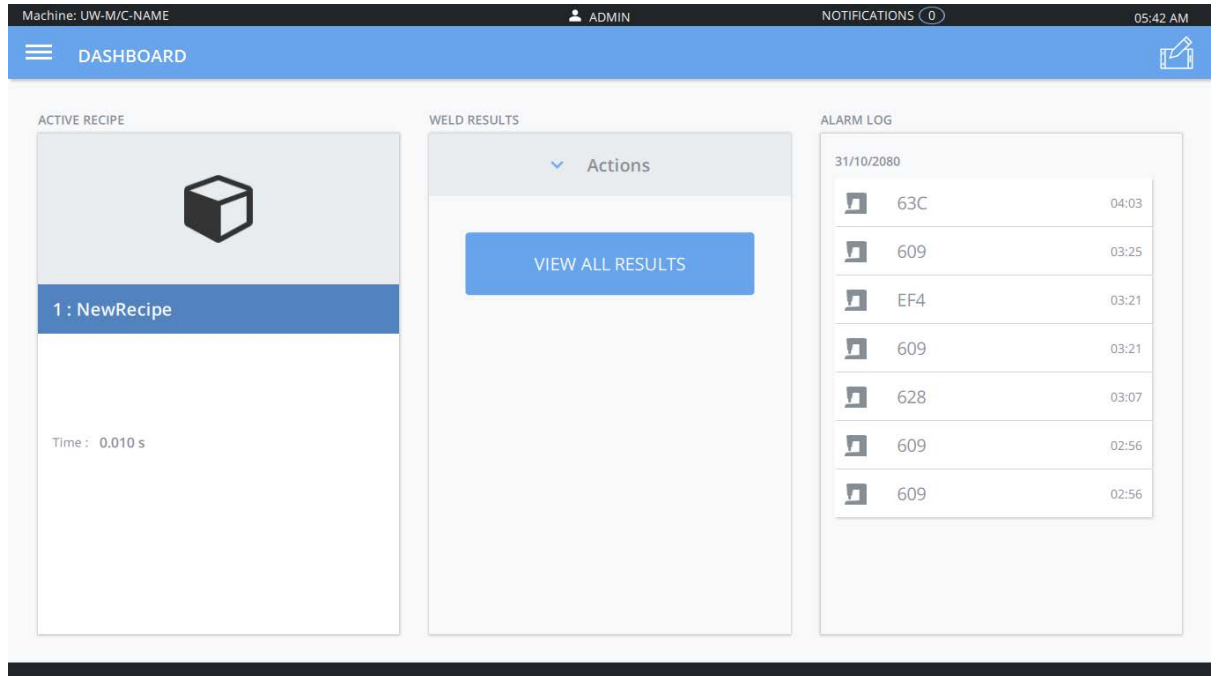 Machine: UW-M/C-NAME ADMIN NOTIFICATIONS 0 05:42 AM
DASHBOARD
ACTIVE RECIPE
1 : NewRecipe
Time : 0.010 s
WELD RESULTS
Actions
VIEW ALL RESULTS
ALARM LOG
31/10/2080
63C 04:03
609 03:25
EF4 03:21
609 03:21
628 03:07
609 02:56
609 02:56